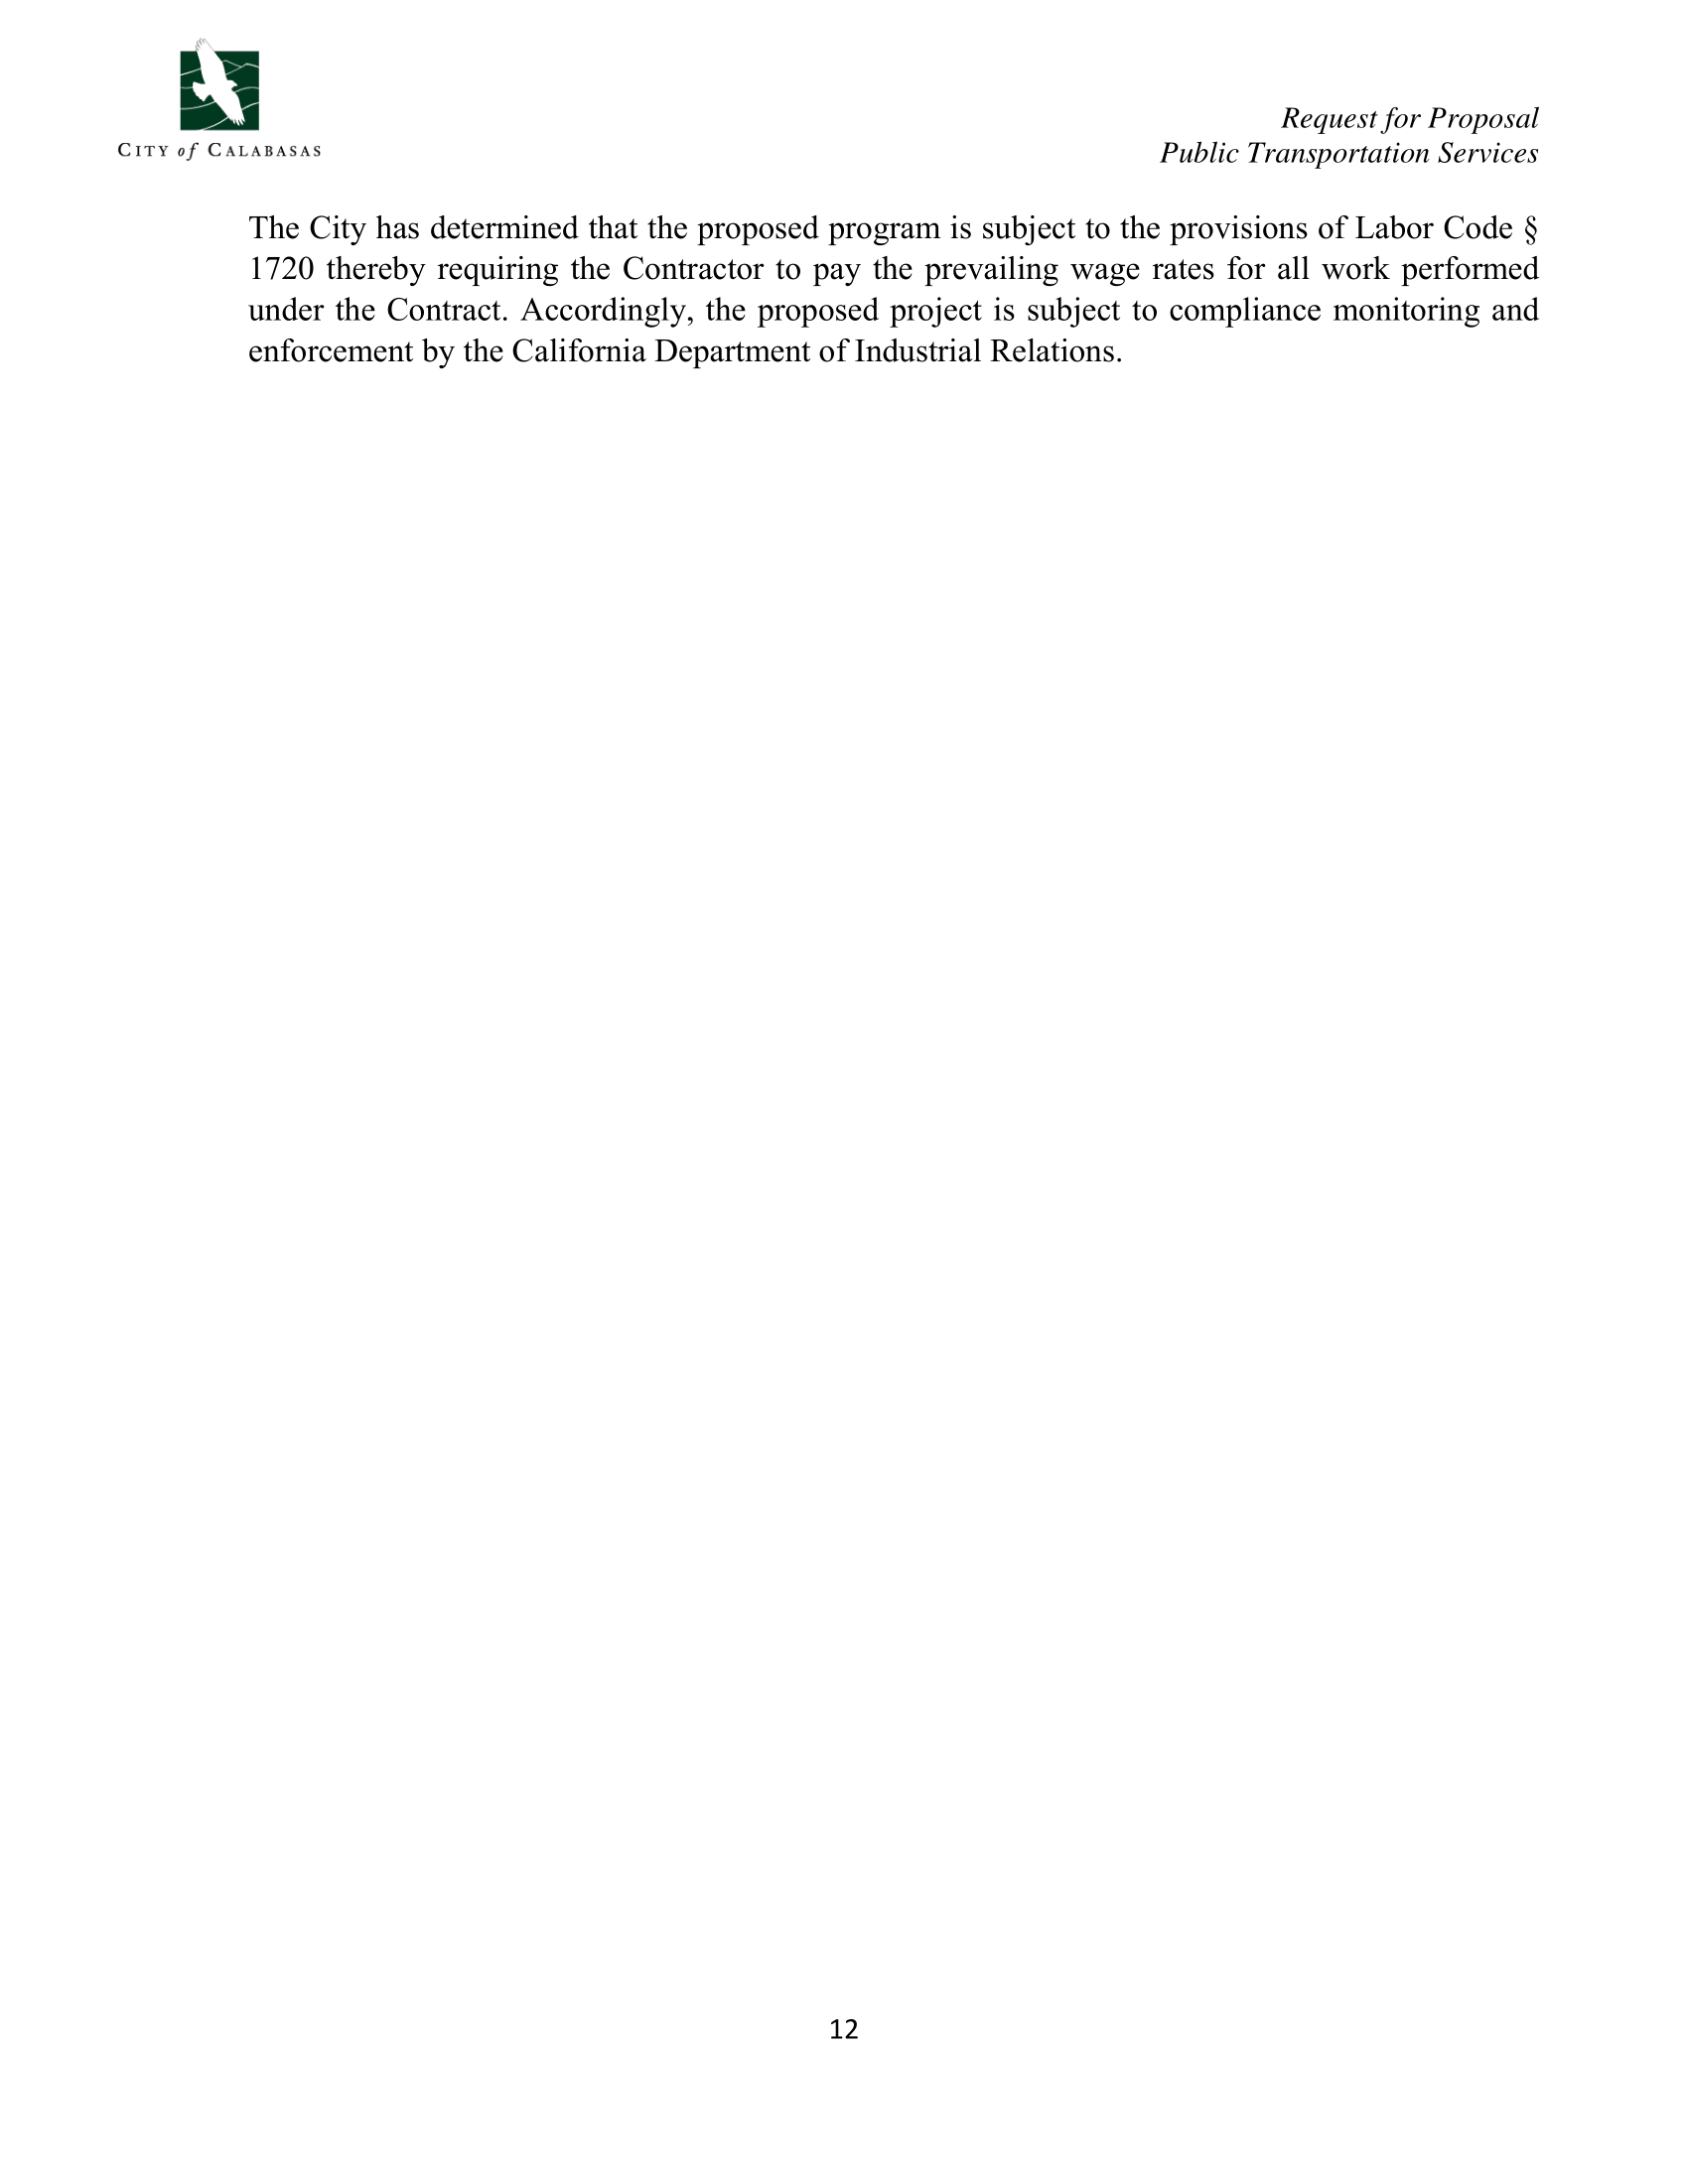 CITY of CALABASAS
Request for Proposal
Public Transportation Services
The City has determined that the proposed program is subject to the provisions of Labor Code §
1720 thereby requiring the Contractor to pay the prevailing wage rates for all work performed
under the Contract. Accordingly, the proposed project is subject to compliance monitoring and
enforcement by the California Department of Industrial Relations.
12